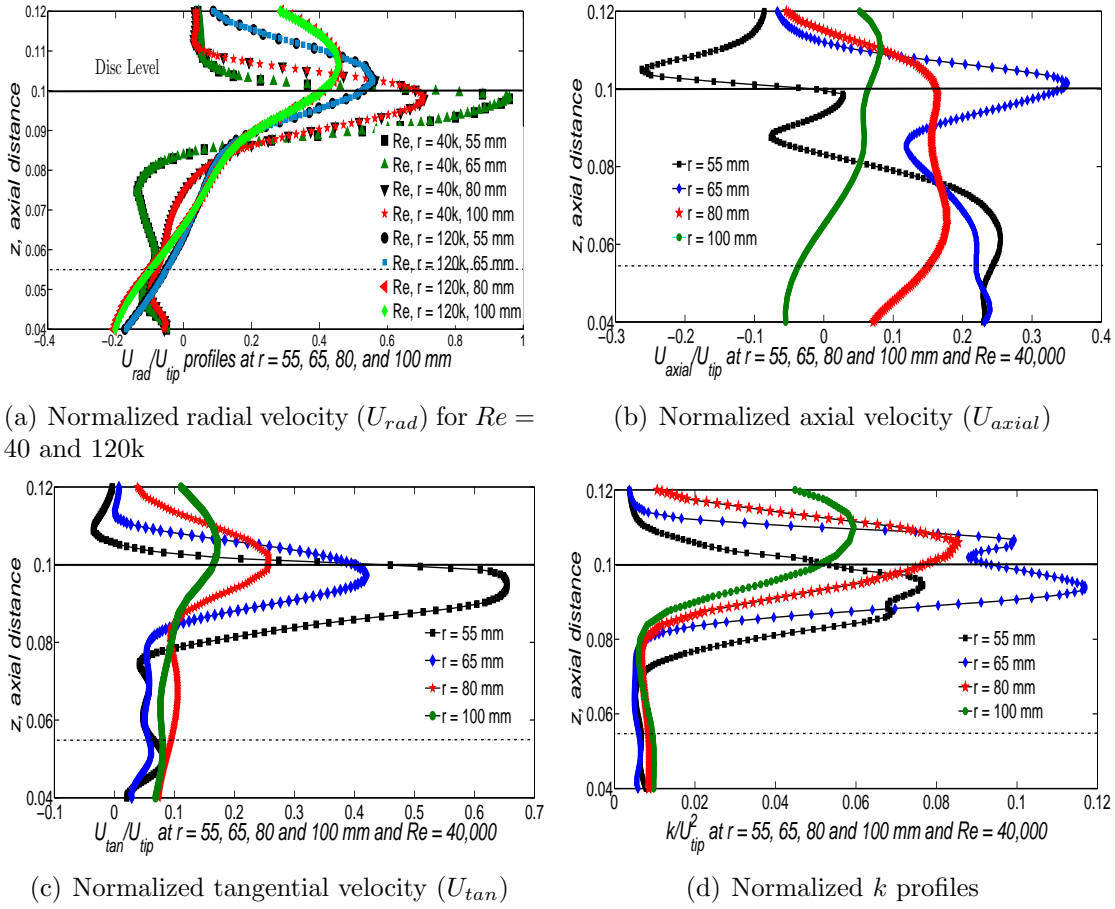 0.12
0.11
0.1
0.09
0.08
0.07
0.06
0.05
0.04
z, axial distance
Disc Level
Re, r = 40k, 55 mm
Re, r = 40k, 65 mm
Re, r = 40k, 80 mm
Re, r = 40k, 100 mm
Re, r = 120k, 55 mm
Re, r = 120k, 65 mm
Re, r = 120k, 80 mm
Re, r = 120k, 100 mm
−0.4 −0.2 0 0.2 0.4 0.6 0.8 1
U_rad/U_tip profiles at r = 55, 65, 80, and 100 mm
(a) Normalized radial velocity (U_rad) for Re =
40 and 120k
0.12
0.1
0.08
0.06
0.04
z, axial distance
r = 55 mm
r = 65 mm
r = 80 mm
r = 100 mm
−0.3 −0.2 −0.1 0 0.1 0.2 0.3 0.4
U_axial/U_tip at r = 55, 65, 80 and 100 mm and Re = 40,000
(b) Normalized axial velocity (U_axial)
0.12
0.1
0.08
0.06
0.04
z, axial distance
r = 55 mm
r = 65 mm
r = 80 mm
r = 100 mm
−0.1 0 0.1 0.2 0.3 0.4 0.5 0.6 0.7
U_tan/U_tip at r = 55, 65, 80 and 100 mm and Re = 40,000
(c) Normalized tangential velocity (U_tan)
0.12
0.1
0.08
0.06
0.04
z, axial distance
r = 55 mm
r = 65 mm
r = 80 mm
r = 100 mm
0 0.02 0.04 0.06 0.08 0.1 0.12
k/U²_tip at r = 55, 65, 80 and 100 mm and Re = 40,000
(d) Normalized k profiles